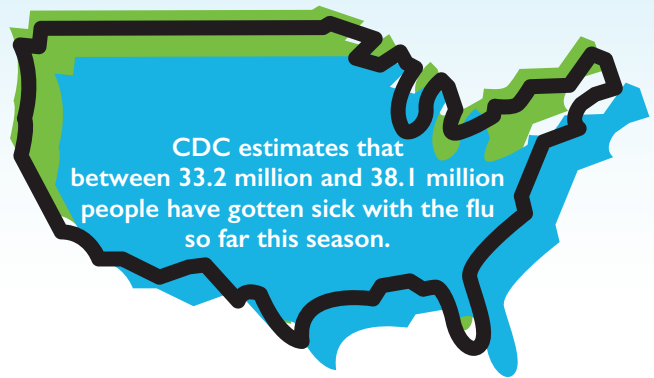 CDC estimates that
between 33.2 million and 38.1 million
people have gotten sick with the flu
so far this season.